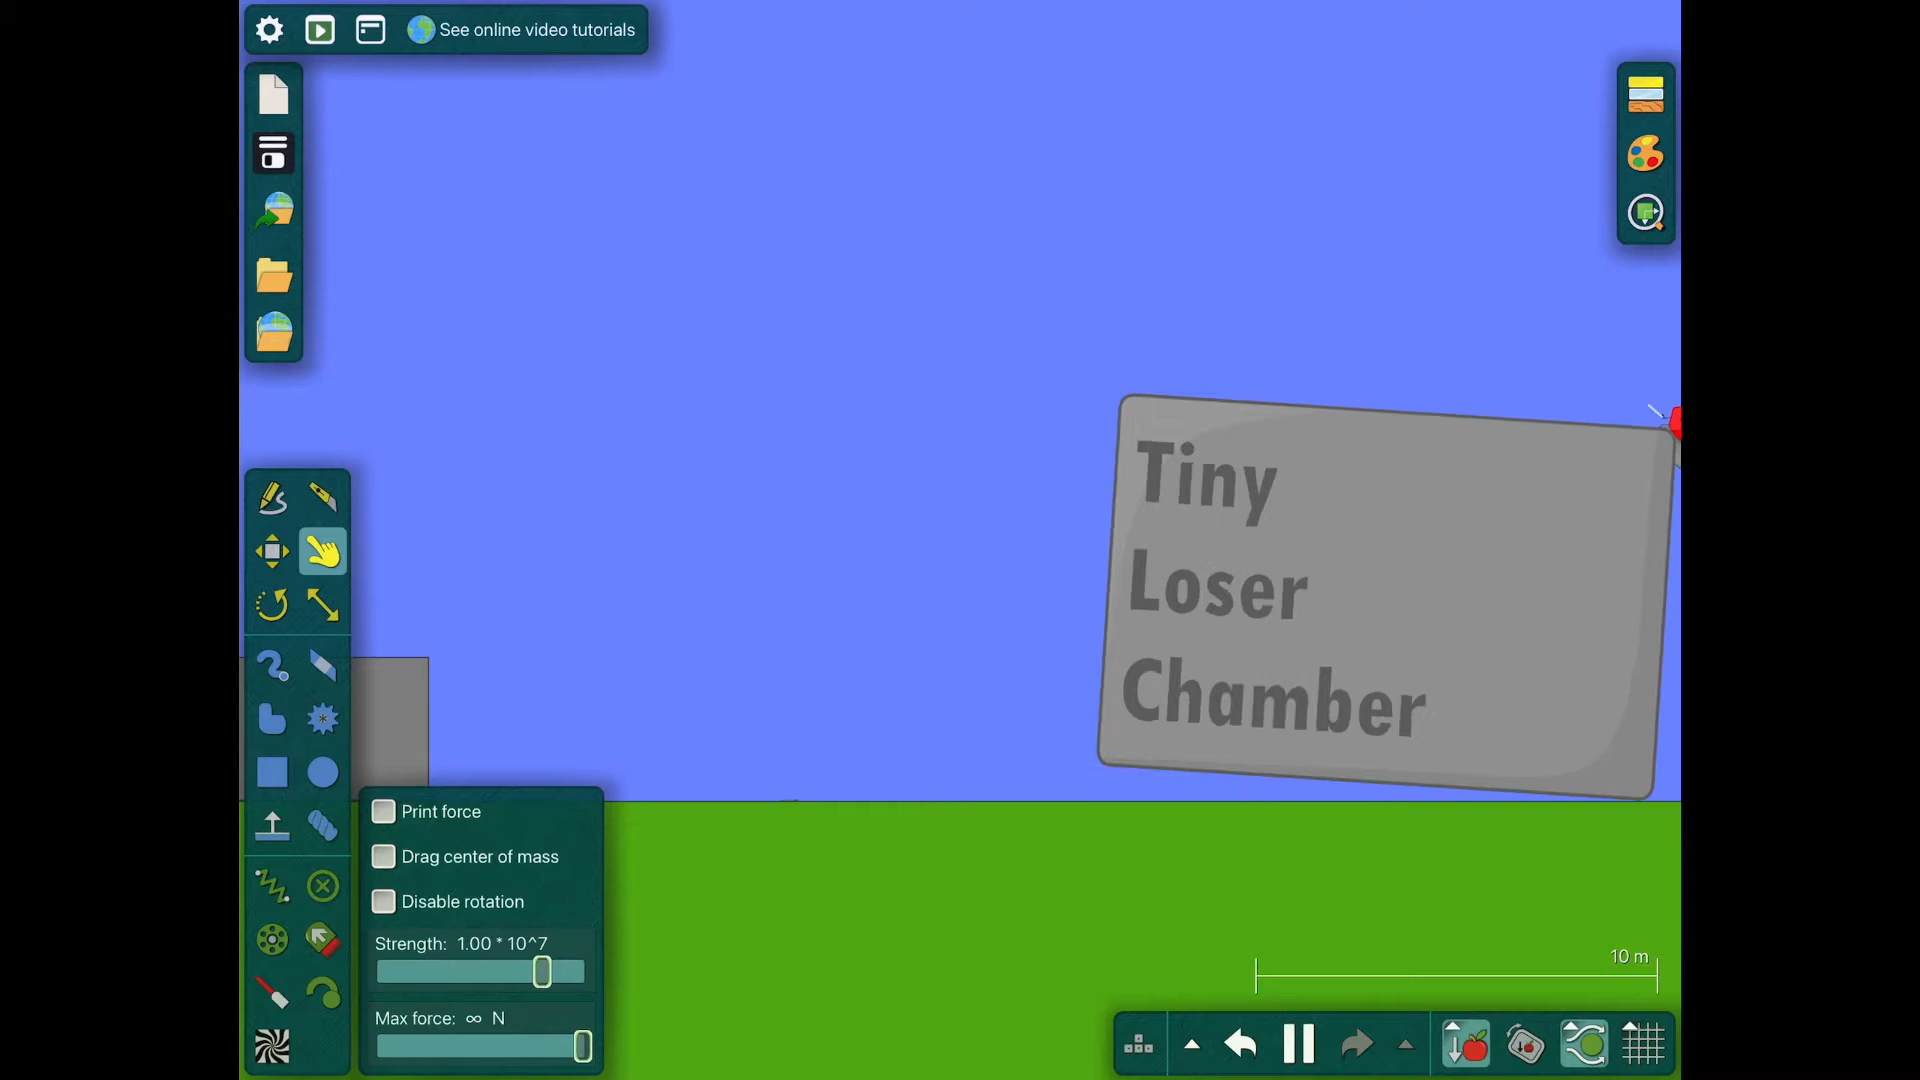 See online video tutorials
Tiny
Loser
Chamber
Print force
Drag center of mass
Disable rotation
Strength: 1.00 * 10^7
Max force: ∞ N
10 m